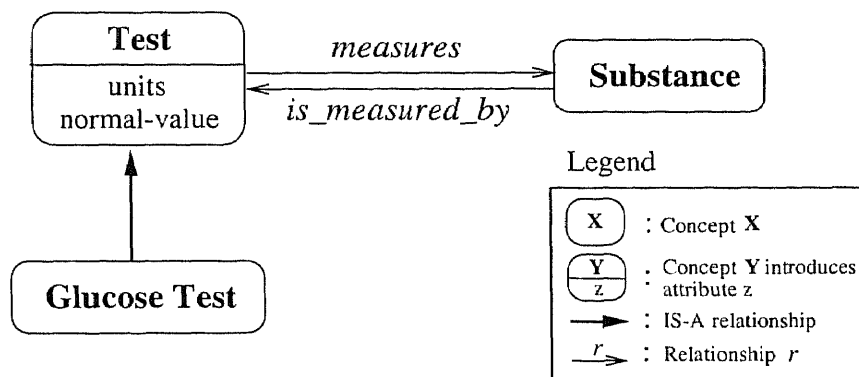 Test
units
normal-value
measures
is_measured_by
Substance
Glucose Test
Legend
X : Concept X
Y
z : Concept Y introduces
attribute z
: IS-A relationship
r : Relationship r